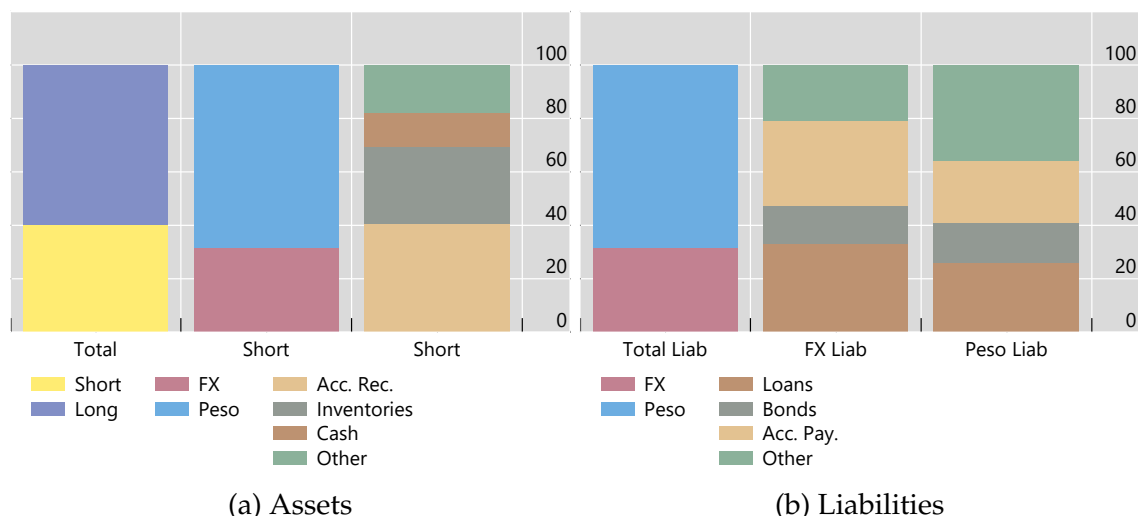 100
80
60
40
20
0
Total Short Short
Short FX Acc. Rec.
Long Peso Inventories
Cash
Other
(a) Assets
100
80
60
40
20
0
Total Liab FX Liab Peso Liab
FX Loans
Peso Bonds
Acc. Pay.
Other
(b) Liabilities